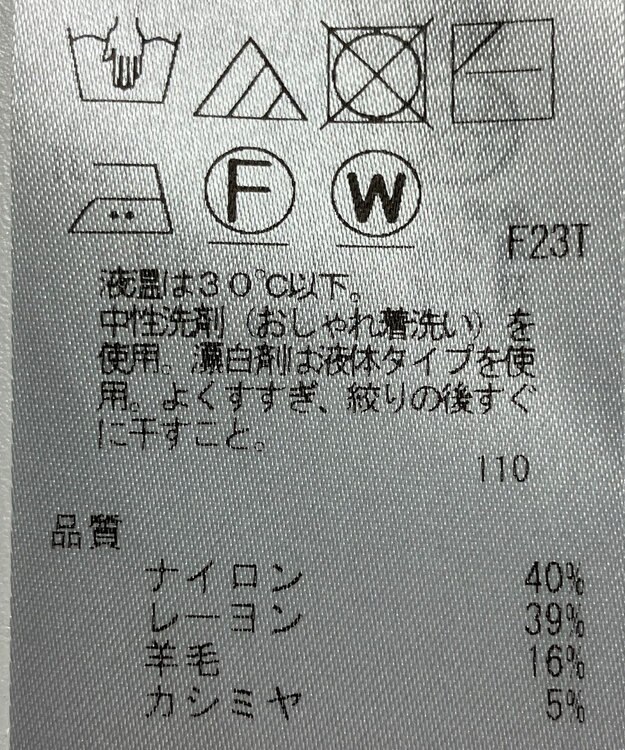 F
W
F23T
液温は30℃以下。
中性洗剤(おしゃれ着洗い)を
使用。漂白剤は液体タイプを使
用。よくすすぎ、絞りの後すぐ
に干すこと。
110
品質
ナイロン 40%
レーヨン 39%
羊毛 16%
カシミヤ 5%